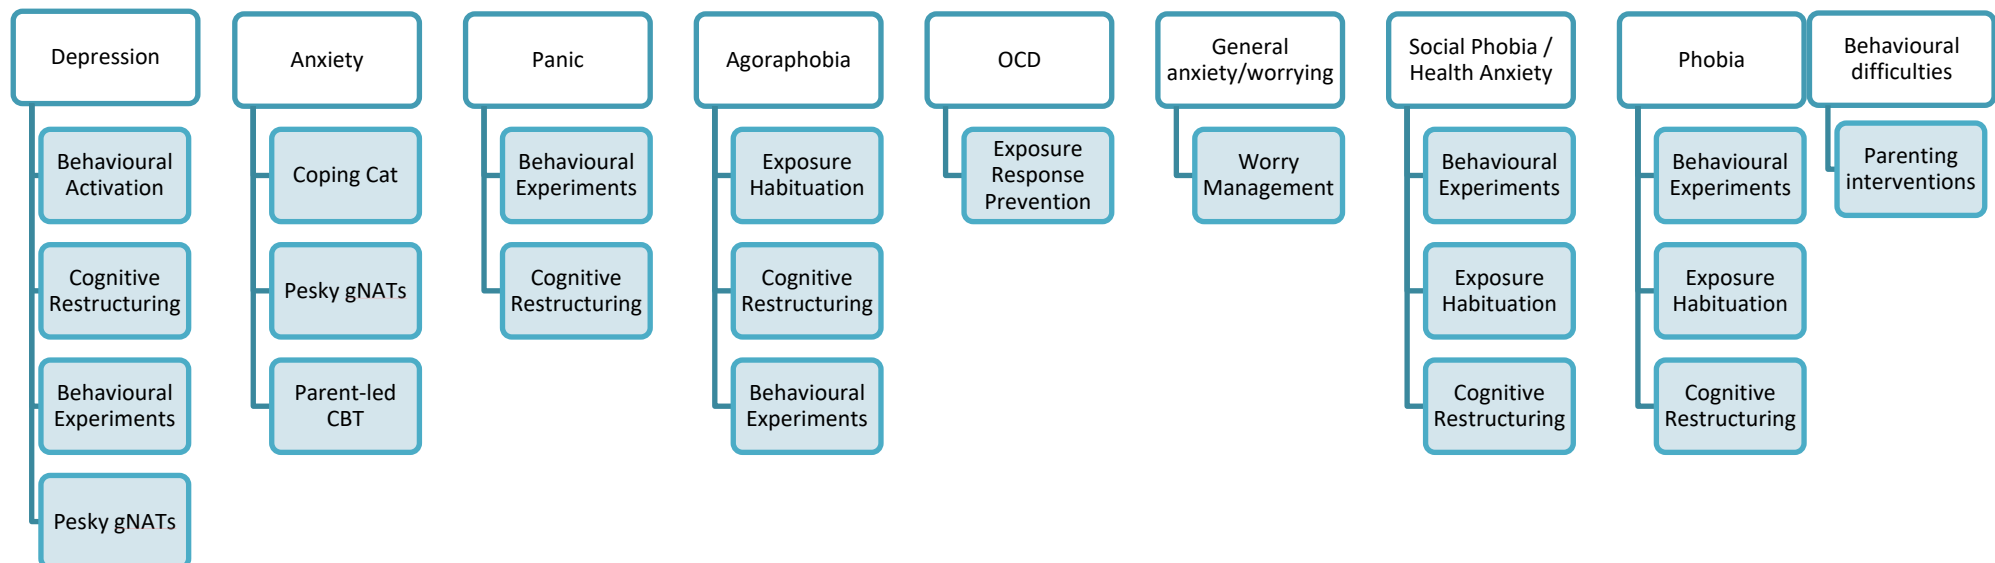 Depression
Behavioural
Activation
Cognitive
Restructuring
Behavioural
Experiments
Pesky gNATs
Anxiety
Coping Cat
Pesky gNATs
Parent-led
CBT
Panic
Behavioural
Experiments
Cognitive
Restructuring
Agoraphobia
Exposure
Habituation
Cognitive
Restructuring
Behavioural
Experiments
OCD
Exposure
Response
Prevention
General
anxiety/worrying
Worry
Management
Social Phobia /
Health Anxiety
Behavioural
Experiments
Exposure
Habituation
Cognitive
Restructuring
Phobia
Behavioural
Experiments
Exposure
Habituation
Cognitive
Restructuring
Behavioural
difficulties
Parenting
interventions